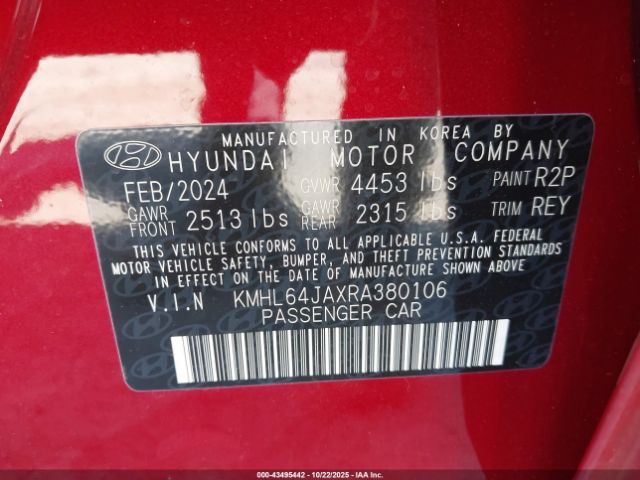 MANUFACTURED IN KOREA BY
HYUNDAI MOTOR COMPANY
FEB/2024 GVWR 4453 lbs PAINT R2P
GAWR FRONT 2513 lbs GAWR REAR 2315 lbs TRIM REY
THIS VEHICLE CONFORMS TO ALL APPLICABLE U.S.A. FEDERAL
MOTOR VEHICLE SAFETY, BUMPER, AND THEFT PREVENTION STANDARDS
IN EFFECT ON THE DATE OF MANUFACTURE SHOWN ABOVE.
V.I.N KMHL64JAXRA380106
PASSENGER CAR
000-43495442 - 10/22/2025 - IAAI.COM